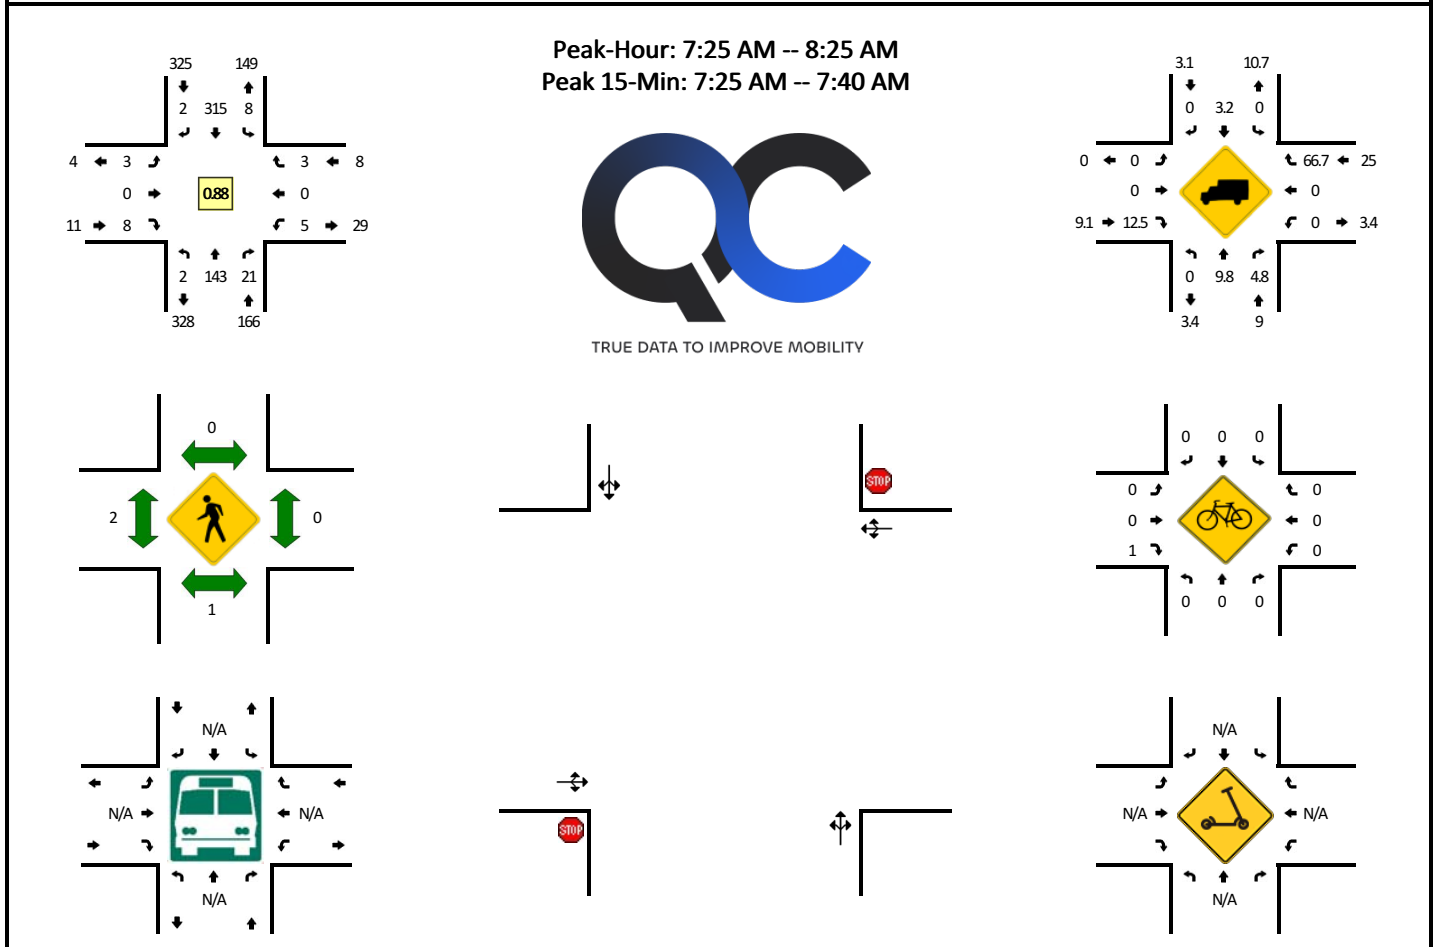 Peak-Hour: 7:25 AM -- 8:25 AM
Peak 15-Min: 7:25 AM -- 7:40 AM
325 149
2 315 8
4 3 3 8
0 0.88 0
11 8 5 29
2 143 21
328 166
TRUE DATA TO IMPROVE MOBILITY
3.1 10.7
0 3.2 0
0 0 66.7 25
0 0
9.1 12.5 0 3.4
0 9.8 4.8
3.4 9
0
2 0
1
STOP
STOP
0 0 0
0 0
0 0
1 0
0 0 0
N/A
N/A N/A
N/A
N/A
N/A N/A
N/A